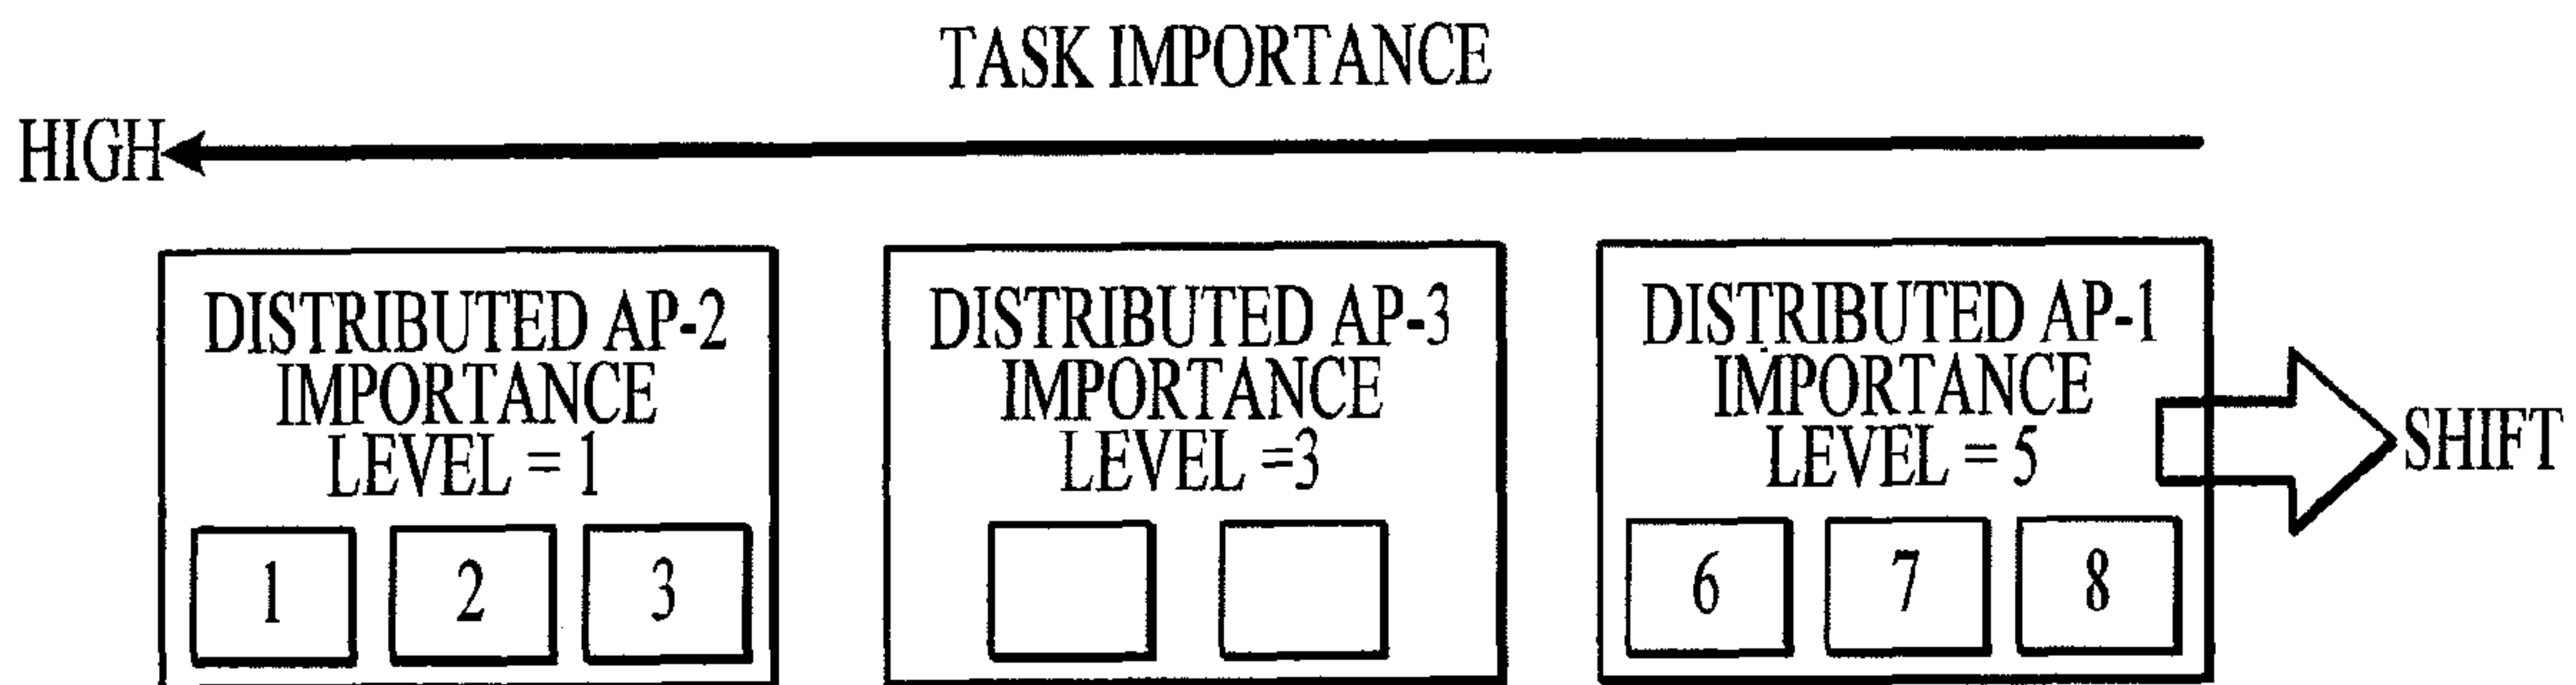 TASK IMPORTANCE
HIGH
DISTRIBUTED AP-2
IMPORTANCE
LEVEL = 1
1 2 3
DISTRIBUTED AP-3
IMPORTANCE
LEVEL =3
DISTRIBUTED AP-1
IMPORTANCE
LEVEL = 5
6 7 8
SHIFT